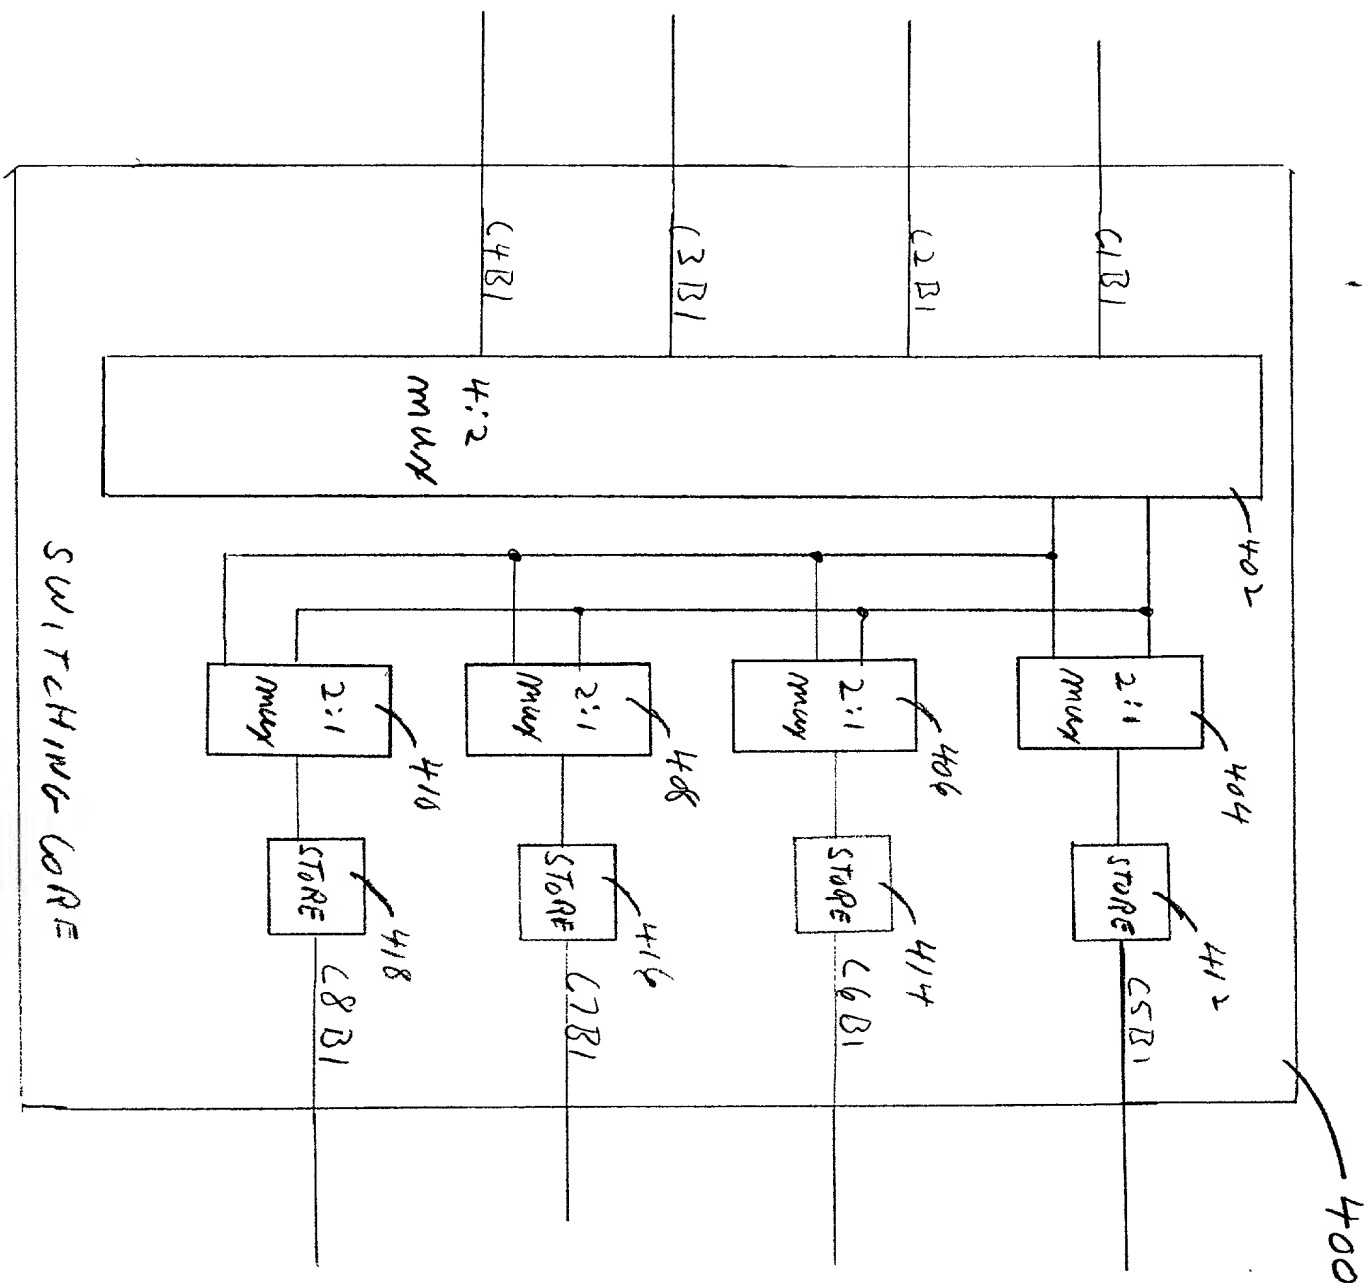 400
C1B1
C2B1
C3B1
C4B1
402
4:2
mux
404
2:1
mux
406
2:1
mux
408
2:1
mux
410
2:1
mux
412
STORE
414
STORE
416
STORE
418
STORE
C5B1
C6B1
C7B1
C8B1
SWITCHING CORE